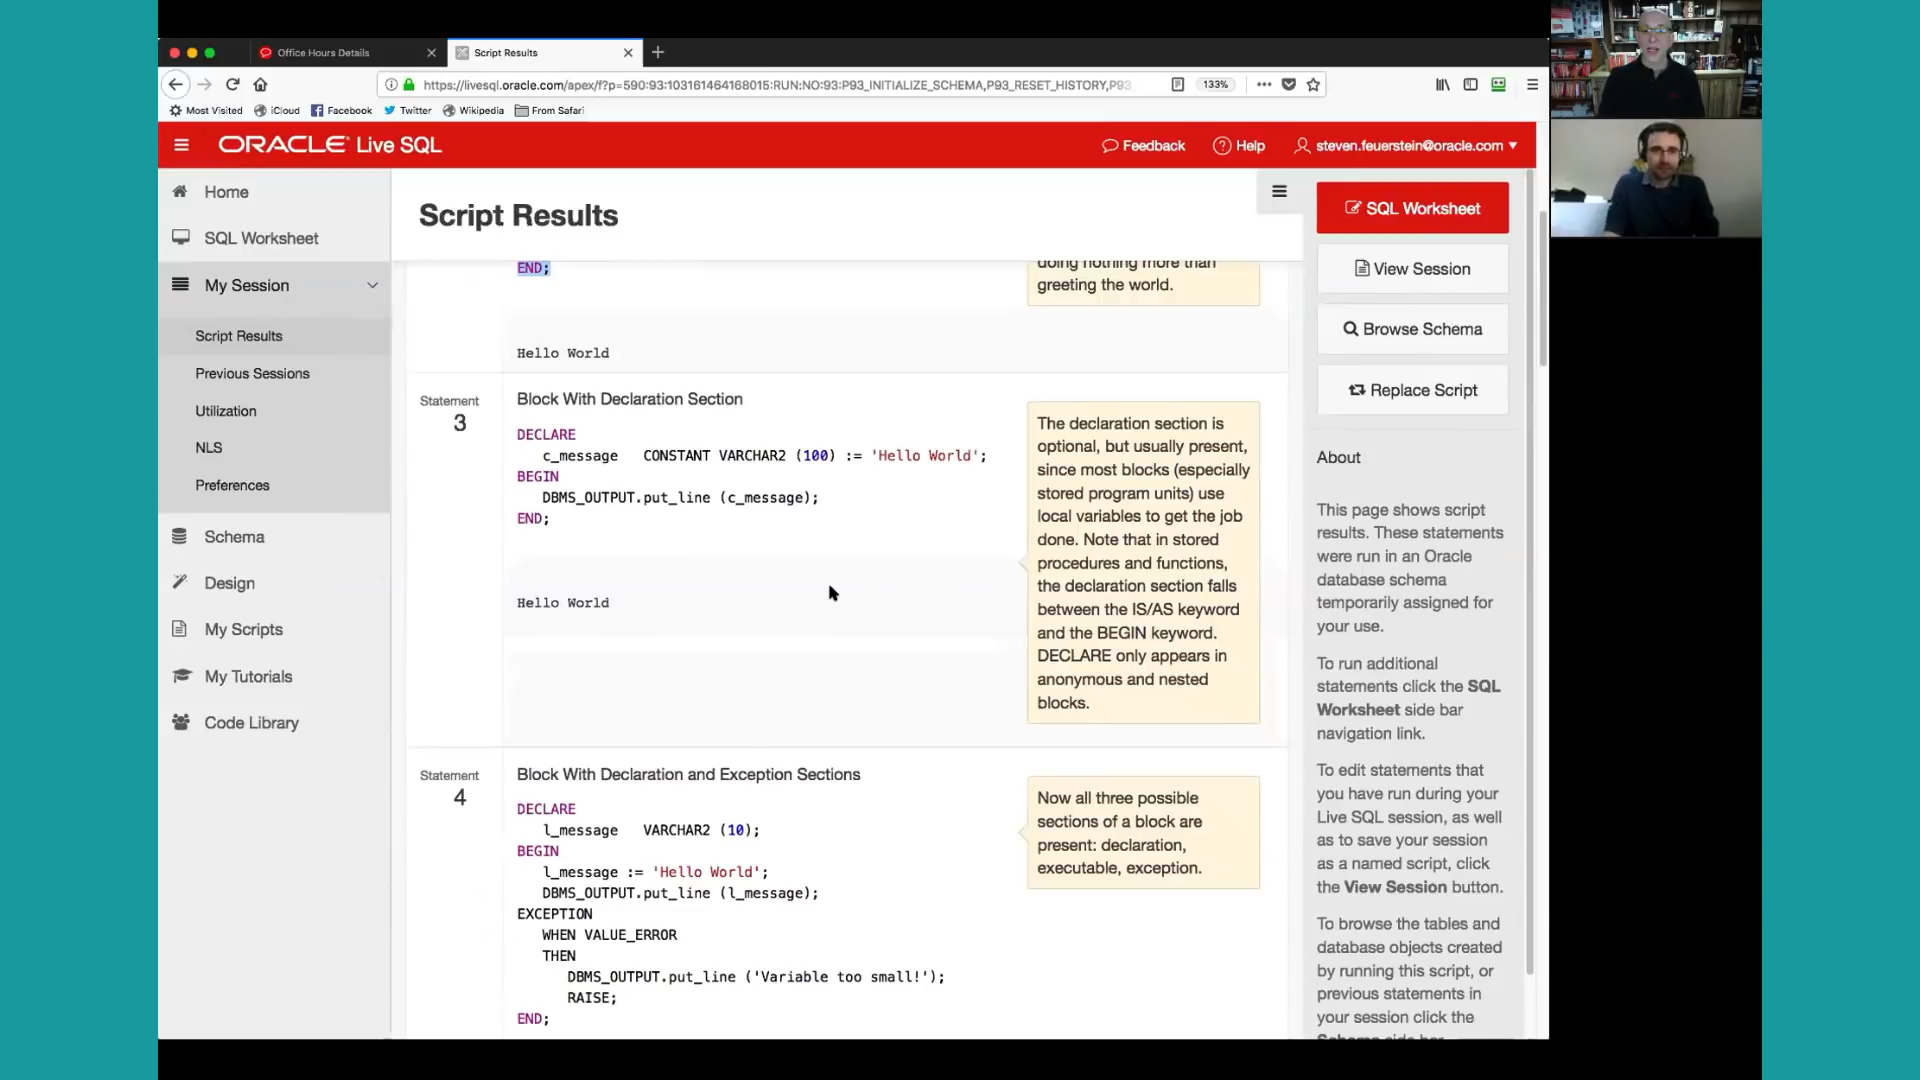 Office Hours Details
Script Results
https://livesql.oracle.com/apex/f?p=590:93:103161464168015:RUN:NO:93:P93_INITIALIZE_SCHEMA,P93_RESET_HISTORY,P93
133%
Most Visited
iCloud
Facebook
Twitter
Wikipedia
From Safari
ORACLE Live SQL
Feedback
Help
steven.feuerstein@oracle.com
Home
SQL Worksheet
My Session
Script Results
Previous Sessions
Utilization
NLS
Preferences
Schema
Design
My Scripts
My Tutorials
Code Library
Script Results
END;
doing nothing more than
greeting the world.
Hello World
Statement
3
Block With Declaration Section
DECLARE
c_message CONSTANT VARCHAR2 (100) := 'Hello World';
BEGIN
DBMS_OUTPUT.put_line (c_message);
END;
Hello World
The declaration section is
optional, but usually present,
since most blocks (especially
stored program units) use
local variables to get the job
done. Note that in stored
procedures and functions,
the declaration section falls
between the IS/AS keyword
and the BEGIN keyword.
DECLARE only appears in
anonymous and nested
blocks.
Statement
4
Block With Declaration and Exception Sections
DECLARE
l_message VARCHAR2 (10);
BEGIN
l_message := 'Hello World';
DBMS_OUTPUT.put_line (l_message);
EXCEPTION
WHEN VALUE_ERROR
THEN
DBMS_OUTPUT.put_line ('Variable too small!');
RAISE;
END;
Now all three possible
sections of a block are
present: declaration,
executable, exception.
SQL Worksheet
View Session
Browse Schema
Replace Script
About
This page shows script
results. These statements
were run in an Oracle
database schema
temporarily assigned for
your use.
To run additional
statements click the SQL
Worksheet side bar
navigation link.
To edit statements that
you have run during your
Live SQL session, as well
as to save your session
as a named script, click
the View Session button.
To browse the tables and
database objects created
by running this script, or
previous statements in
your session click the
Schema side bar